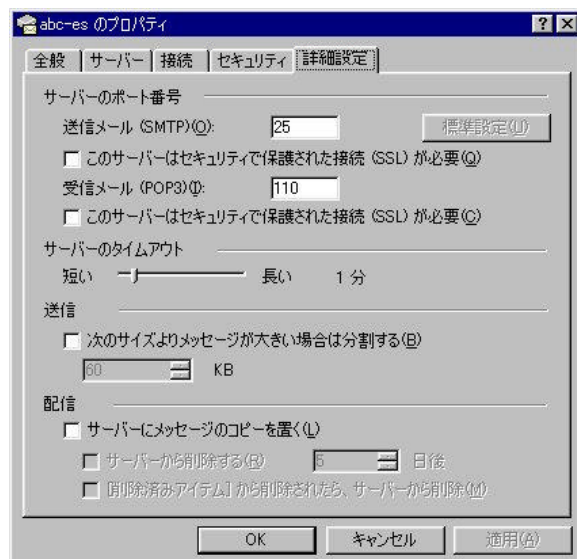 abc-es のプロパティ
全般 サーバー 接続 セキュリティ 詳細設定
サーバーのポート番号
送信メール (SMTP)(O): 25 標準設定(U)
このサーバーはセキュリティで保護された接続 (SSL) が必要(Q)
受信メール (POP3)(I): 110
このサーバーはセキュリティで保護された接続 (SSL) が必要(C)
サーバーのタイムアウト
短い 長い 1 分
送信
次のサイズよりメッセージが大きい場合は分割する(B)
60 KB
配信
サーバーにメッセージのコピーを置く(L)
サーバーから削除する(R) 5 日後
[削除済みアイテム] から削除されたら、サーバーから削除(M)
OK キャンセル 適用(A)